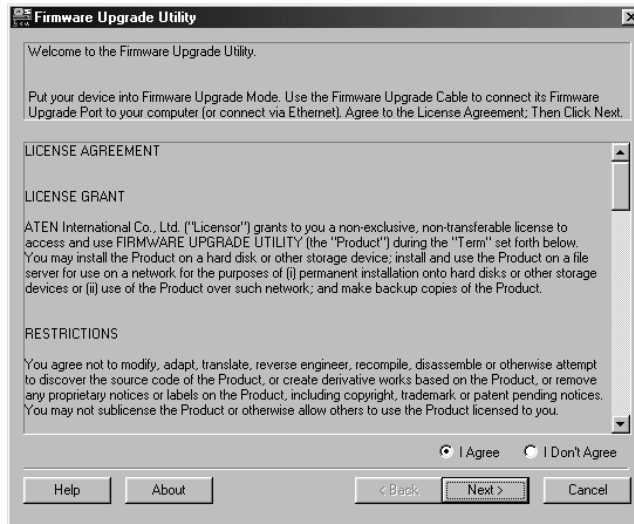 Firmware Upgrade Utility
Welcome to the Firmware Upgrade Utility.
Put your device into Firmware Upgrade Mode. Use the Firmware Upgrade Cable to connect its Firmware
Upgrade Port to your computer (or connect via Ethernet). Agree to the License Agreement; Then Click Next.
LICENSE AGREEMENT
LICENSE GRANT
ATEN International Co., Ltd. ("Licensor") grants to you a non-exclusive, non-transferable license to
access and use FIRMWARE UPGRADE UTILITY (the "Product") during the "Term" set forth below.
You may install the Product on a hard disk or other storage device; install and use the Product on a file
server for use on a network for the purposes of (i) permanent installation onto hard disks or other storage
devices or (ii) use of the Product over such network; and make backup copies of the Product.
RESTRICTIONS
You agree not to modify, adapt, translate, reverse engineer, recompile, disassemble or otherwise attempt
to discover the source code of the Product, or create derivative works based on the Product, or remove
any proprietary notices or labels on the Product, including copyright, trademark or patent pending notices.
You may not sublicense the Product or otherwise allow others to use the Product licensed to you.
I Agree I Don't Agree
Help About < Back Next > Cancel